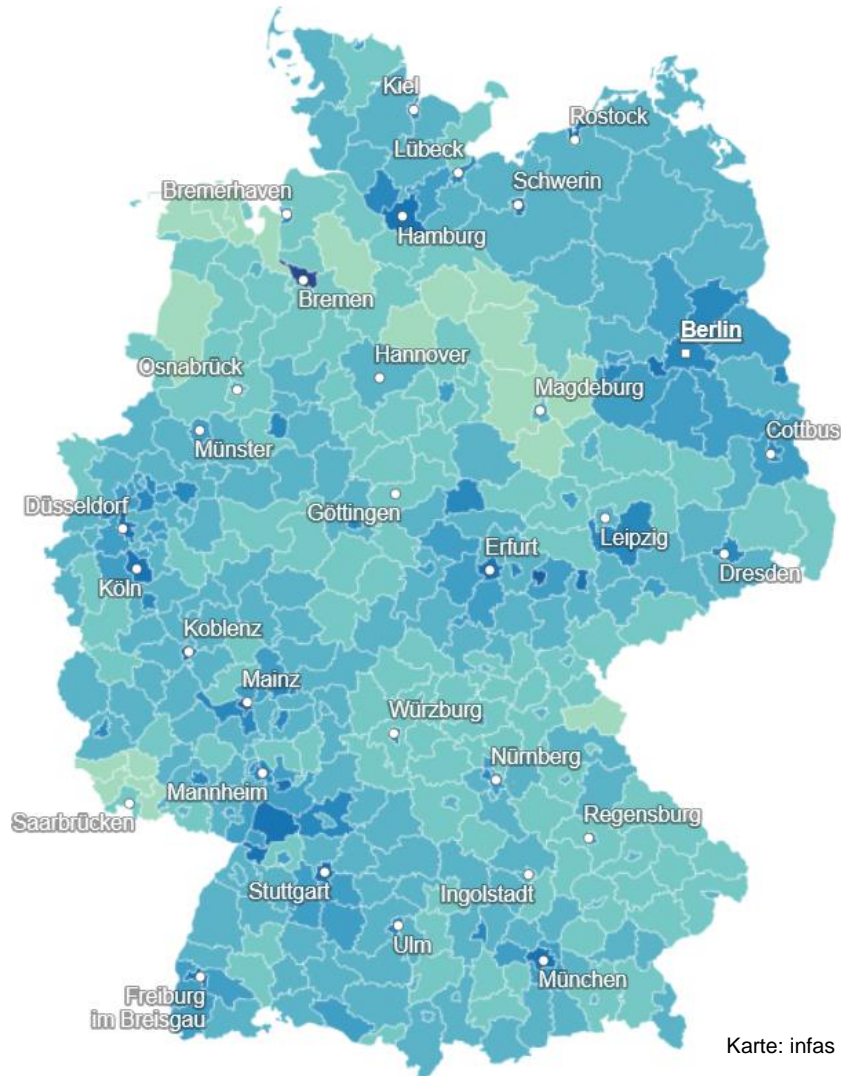 Kiel
Rostock
Lübeck
Schwerin
Bremerhaven
Hamburg
Bremen
Berlin
Hannover
Osnabrück
Magdeburg
Münster
Cottbus
Düsseldorf
Göttingen
Leipzig
Erfurt
Dresden
Köln
Koblenz
Mainz
Würzburg
Nürnberg
Mannheim
Saarbrücken
Regensburg
Stuttgart
Ingolstadt
Ulm
München
Freiburg
im Breisgau
Karte: infas